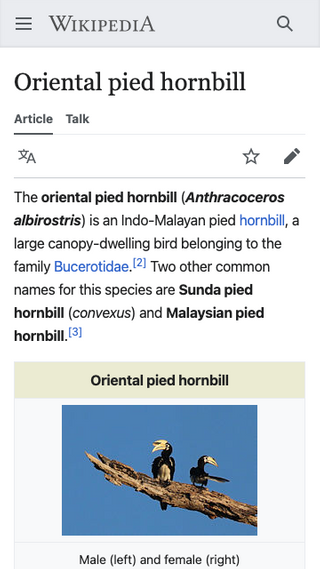 WIKIPEDIA
Oriental pied hornbill
Article Talk
The oriental pied hornbill (Anthracoceros
albirostris) is an Indo-Malayan pied hornbill, a
large canopy-dwelling bird belonging to the
family Bucerotidae.[2] Two other common
names for this species are Sunda pied
hornbill (convexus) and Malaysian pied
hornbill.[3]
Oriental pied hornbill
Male (left) and female (right)